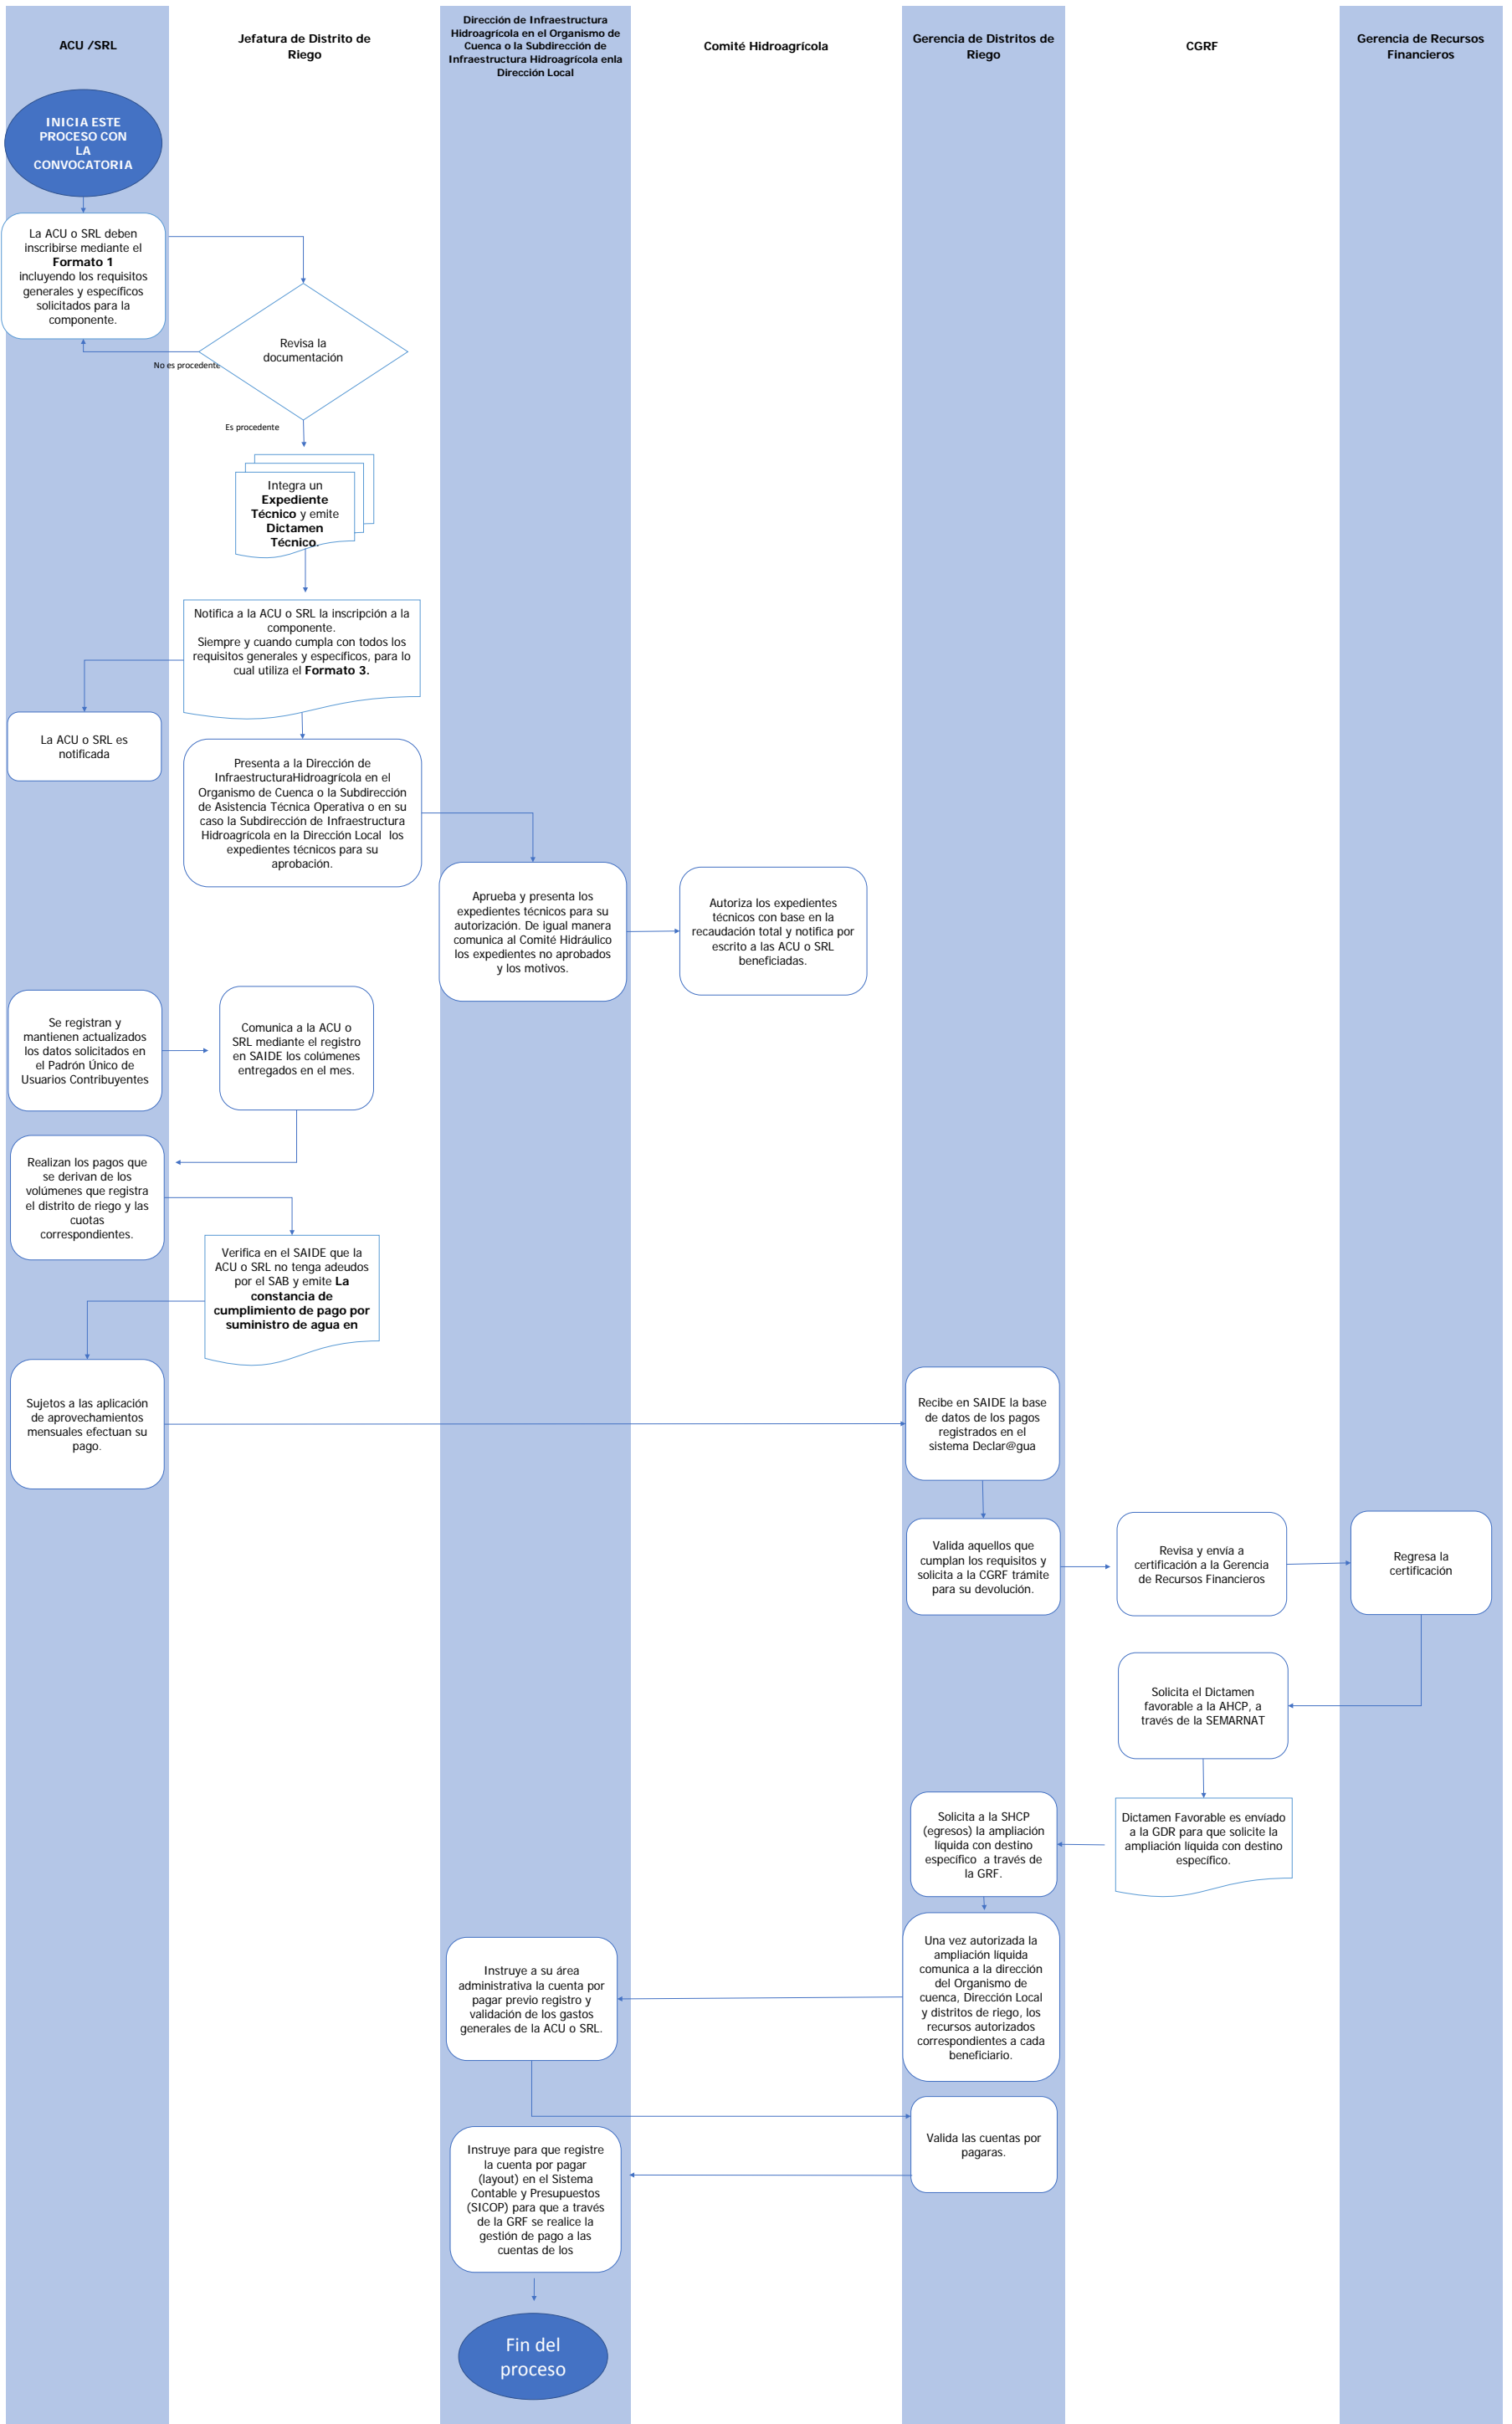 ACU /SRL
Jefatura de Distrito de
Riego
Dirección de Infraestructura
Hidroagrícola en el Organismo de
Cuenca o la Subdirección de
Infraestructura Hidroagrícola enla
Dirección Local
Comité Hidroagrícola
Gerencia de Distritos de
Riego
CGRF
Gerencia de Recursos
Financieros
INICIA ESTE
PROCESO CON
LA
CONVOCATORIA
La ACU o SRL deben
inscribirse mediante el
Formato 1
incluyendo los requisitos
generales y específicos
solicitados para la
componente.
Revisa la
documentación
No es procedente
Es procedente
Integra un
Expediente
Técnico y emite
Dictamen
Técnico.
Notifica a la ACU o SRL la inscripción a la
componente.
Siempre y cuando cumpla con todos los
requisitos generales y específicos, para lo
cual utiliza el Formato 3.
La ACU o SRL es
notificada
Presenta a la Dirección de
InfraestructuraHidroagrícola en el
Organismo de Cuenca o la Subdirección
de Asistencia Técnica Operativa o en su
caso la Subdirección de Infraestructura
Hidroagrícola en la Dirección Local los
expedientes técnicos para su
aprobación.
Aprueba y presenta los
expedientes técnicos para su
autorización. De igual manera
comunica al Comité Hidráulico
los expedientes no aprobados
y los motivos.
Autoriza los expedientes
técnicos con base en la
recaudación total y notifica por
escrito a las ACU o SRL
beneficiadas.
Se registran y
mantienen actualizados
los datos solicitados en
el Padrón Único de
Usuarios Contribuyentes
Comunica a la ACU o
SRL mediante el registro
en SAIDE los colúmenes
entregados en el mes.
Realizan los pagos que
se derivan de los
volúmenes que registra
el distrito de riego y las
cuotas
correspondientes.
Verifica en el SAIDE que la
ACU o SRL no tenga adeudos
por el SAB y emite La
constancia de
cumplimiento de pago por
suministro de agua en
Sujetos a las aplicación
de aprovechamientos
mensuales efectuan su
pago.
Recibe en SAIDE la base
de datos de los pagos
registrados en el
sistema Declar@gua
Valida aquellos que
cumplan los requisitos y
solicita a la CGRF trámite
para su devolución.
Revisa y envía a
certificación a la Gerencia
de Recursos Financieros
Regresa la
certificación
Solicita el Dictamen
favorable a la AHCP, a
través de la SEMARNAT
Solicita a la SHCP
(egresos) la ampliación
líquida con destino
específico a través de
la GRF.
Dictamen Favorable es envíado
a la GDR para que solicite la
ampliación líquida con destino
específico.
Una vez autorizada la
ampliación líquida
comunica a la dirección
del Organismo de
cuenca, Dirección Local
y distritos de riego, los
recursos autorizados
correspondientes a cada
beneficiario.
Instruye a su área
administrativa la cuenta por
pagar previo registro y
validación de los gastos
generales de la ACU o SRL.
Valida las cuentas por
pagaras.
Instruye para que registre
la cuenta por pagar
(layout) en el Sistema
Contable y Presupuestos
(SICOP) para que a través
de la GRF se realice la
gestión de pago a las
cuentas de los
Fin del
proceso